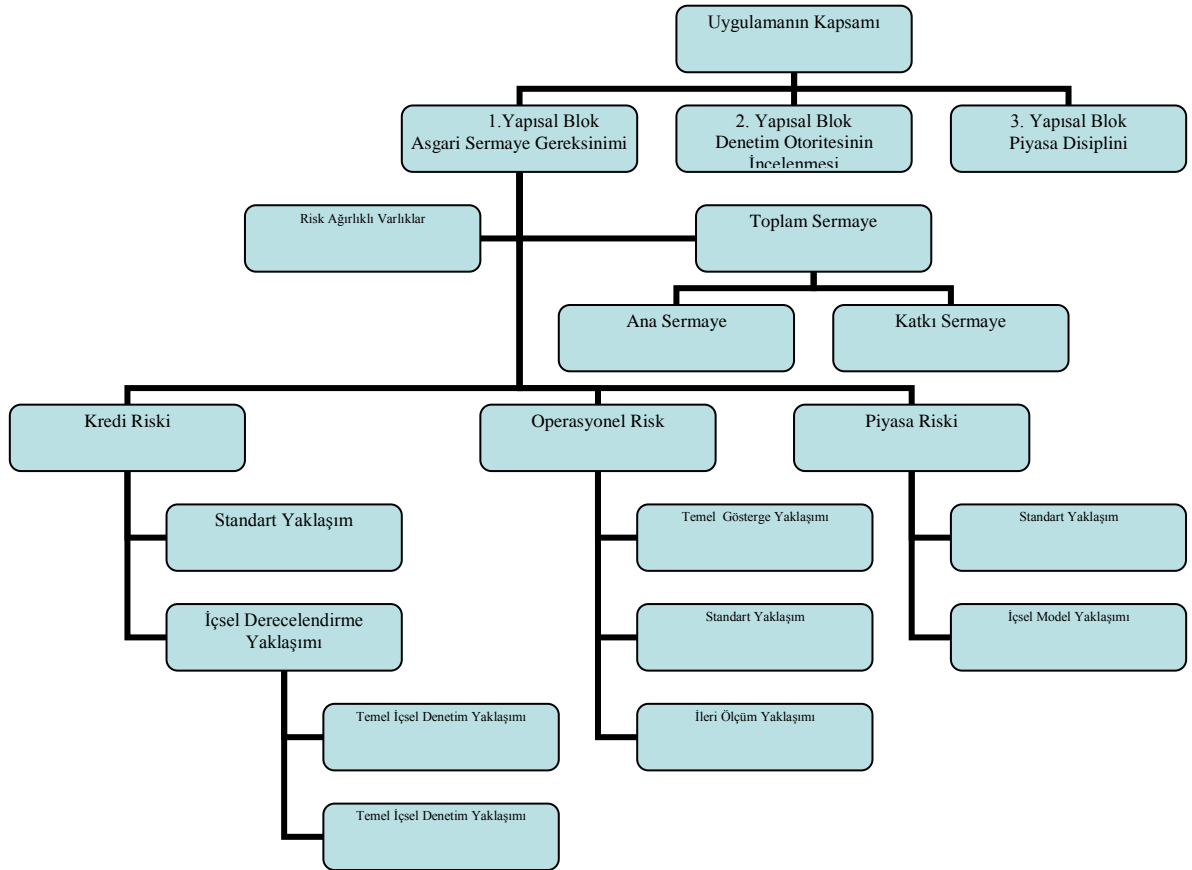 Uygulamanın Kapsamı
1.Yapısal Blok
Asgari Sermaye Gereksinimi
2. Yapısal Blok
Denetim Otoritesinin
İncelenmesi
3. Yapısal Blok
Piyasa Disiplini
Risk Ağırlıklı Varlıklar
Toplam Sermaye
Ana Sermaye
Katkı Sermaye
Kredi Riski
Operasyonel Risk
Piyasa Riski
Standart Yaklaşım
Temel Gösterge Yaklaşımı
Standart Yaklaşım
İçsel Derecelendirme
Yaklaşımı
Standart Yaklaşım
İçsel Model Yaklaşımı
Temel İçsel Denetim Yaklaşımı
İleri Ölçüm Yaklaşımı
Temel İçsel Denetim Yaklaşımı